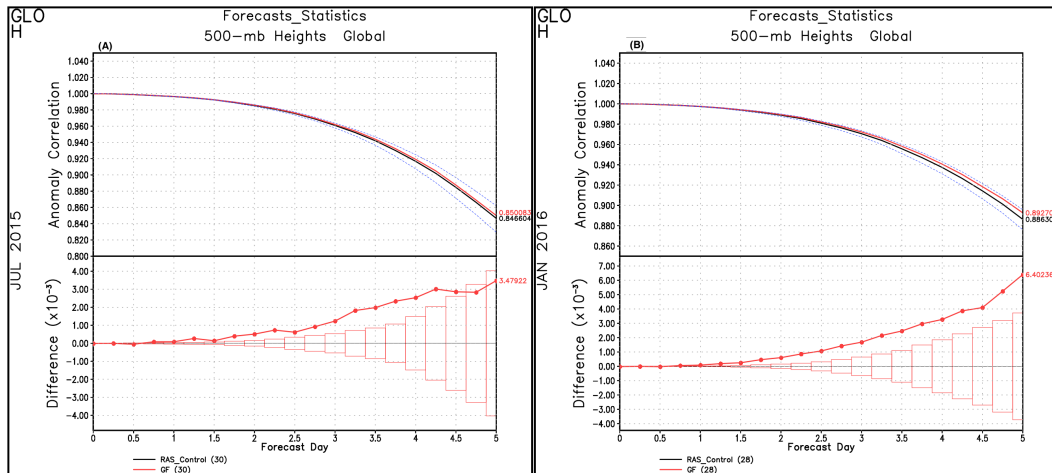 GLO
H
Forecasts_Statistics
500-mb Heights Global
(A)
JUL 2015
Anomaly Correlation
1.040
1.020
1.000
0.980
0.960
0.940
0.920
0.900
0.880
0.860
0.840
0.820
0.800
0.850083
0.846604
Difference (x10⁻³)
4.00
3.00
2.00
1.00
0.00
-1.00
-2.00
-3.00
-4.00
3.47922
0 0.5 1 1.5 2 2.5 3 3.5 4 4.5 5
Forecast Day
RAS_Control (30)
GF (30)
GLO
H
Forecasts_Statistics
500-mb Heights Global
(B)
JAN 2016
Anomaly Correlation
1.040
1.020
1.000
0.980
0.960
0.940
0.920
0.900
0.880
0.860
0.89270
0.88630
Difference (x10⁻³)
7.00
6.00
5.00
4.00
3.00
2.00
1.00
0.00
-1.00
-2.00
-3.00
-4.00
6.40236
0 0.5 1 1.5 2 2.5 3 3.5 4 4.5 5
Forecast Day
RAS_Control (28)
GF (28)